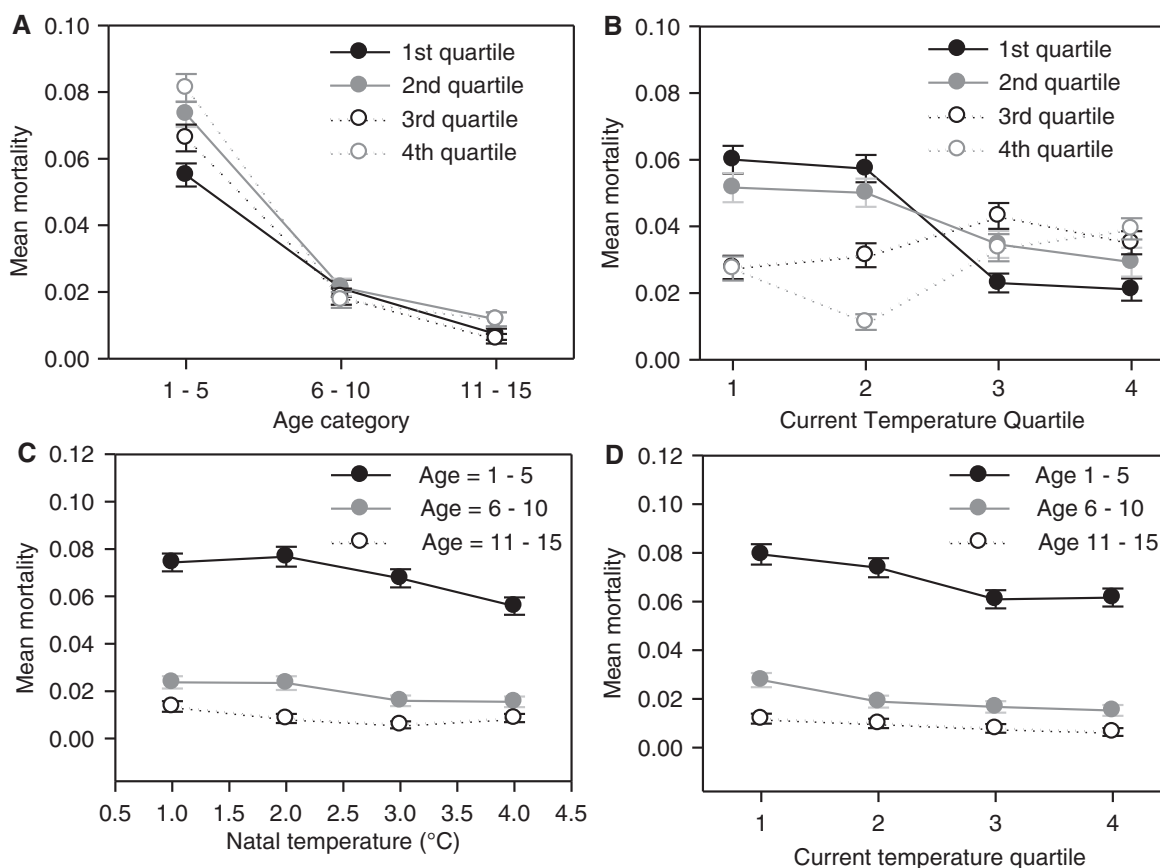 A
Mean mortality
0.10
0.08
0.06
0.04
0.02
0.00
1st quartile
2nd quartile
3rd quartile
4th quartile
1 - 5
6 - 10
11 - 15
Age category
B
Mean mortality
0.10
0.08
0.06
0.04
0.02
0.00
1st quartile
2nd quartile
3rd quartile
4th quartile
1
2
3
4
Current Temperature Quartile
C
Mean mortality
0.12
0.10
0.08
0.06
0.04
0.02
0.00
Age = 1 - 5
Age = 6 - 10
Age = 11 - 15
0.5 1.0 1.5 2.0 2.5 3.0 3.5 4.0 4.5
Natal temperature (°C)
D
Mean mortality
0.12
0.10
0.08
0.06
0.04
0.02
0.00
Age 1 - 5
Age 6 - 10
Age 11 - 15
1
2
3
4
Current temperature quartile